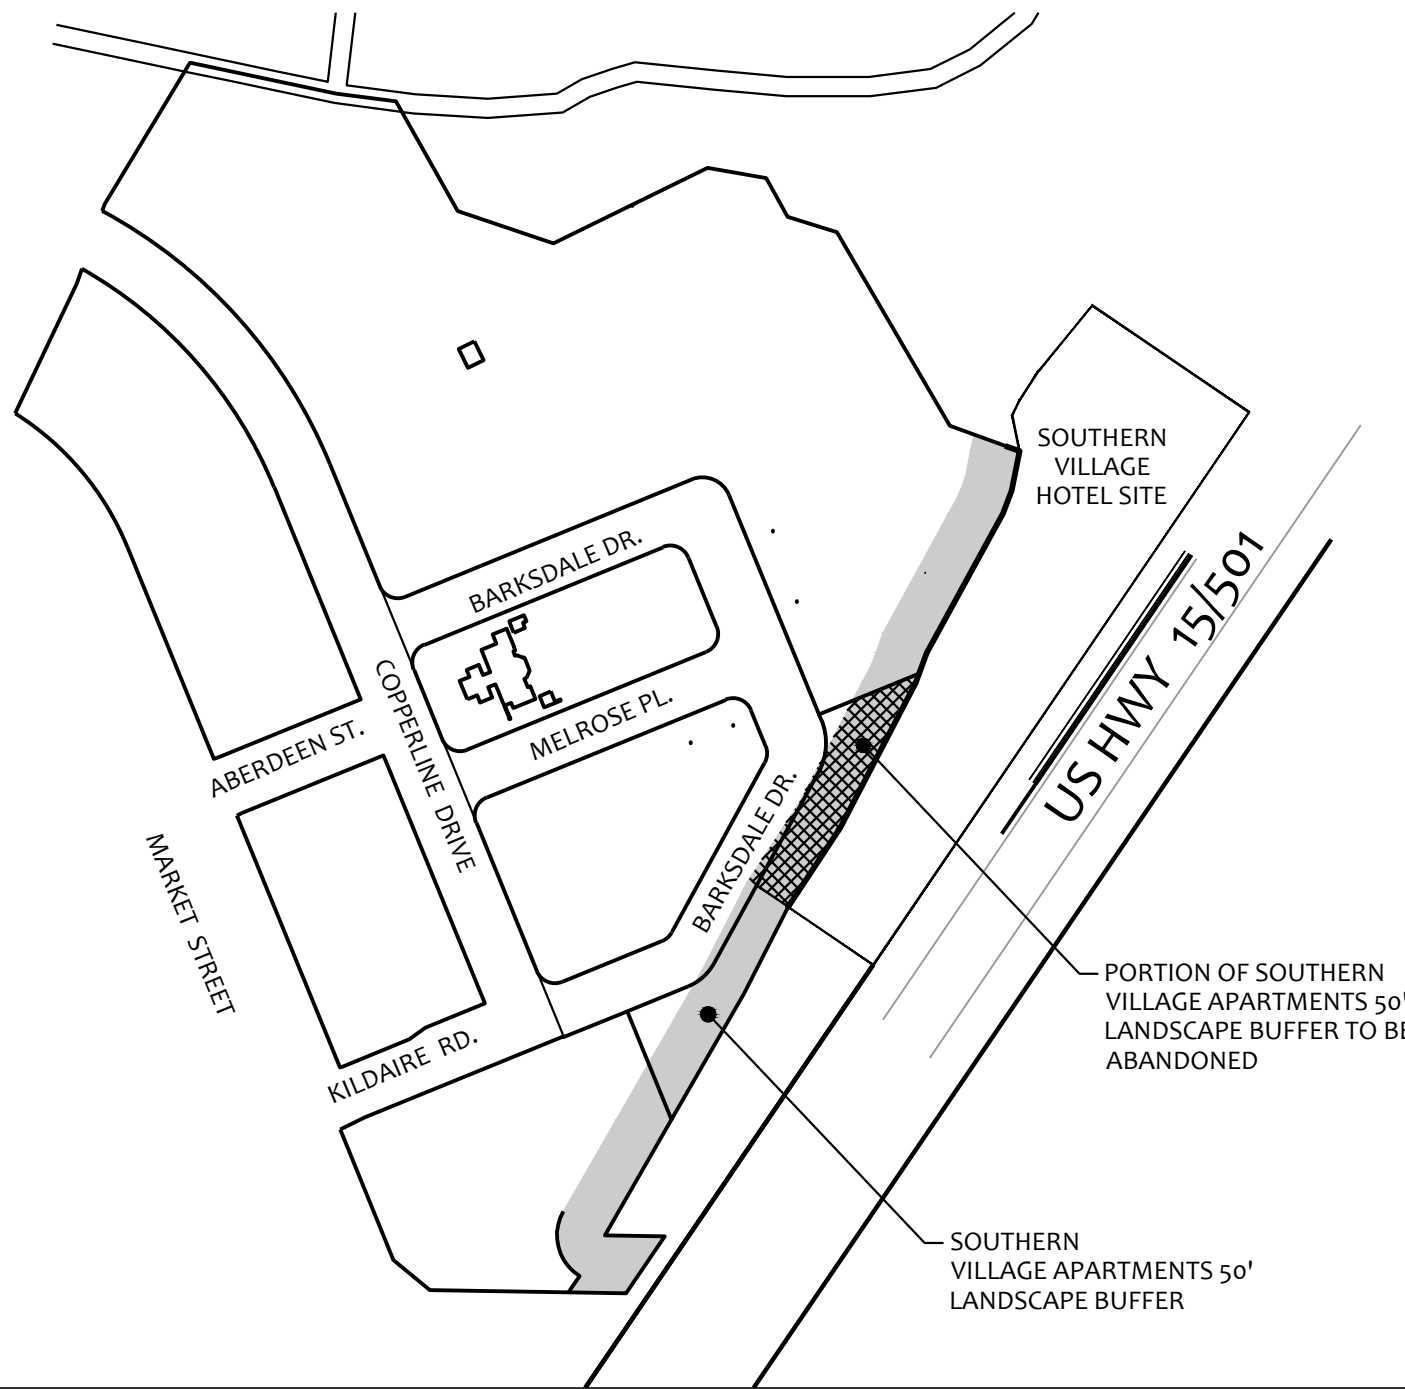 SOUTHERN
VILLAGE
HOTEL SITE
US HWY 15/501
BARKSDALE DR.
MELROSE PL.
COPPERLINE DRIVE
ABERDEEN ST.
BARKSDALE DR.
MARKET STREET
KILDAIRE RD.
PORTION OF SOUTHERN
VILLAGE APARTMENTS 50'
LANDSCAPE BUFFER TO BE
ABANDONED
SOUTHERN
VILLAGE APARTMENTS 50'
LANDSCAPE BUFFER